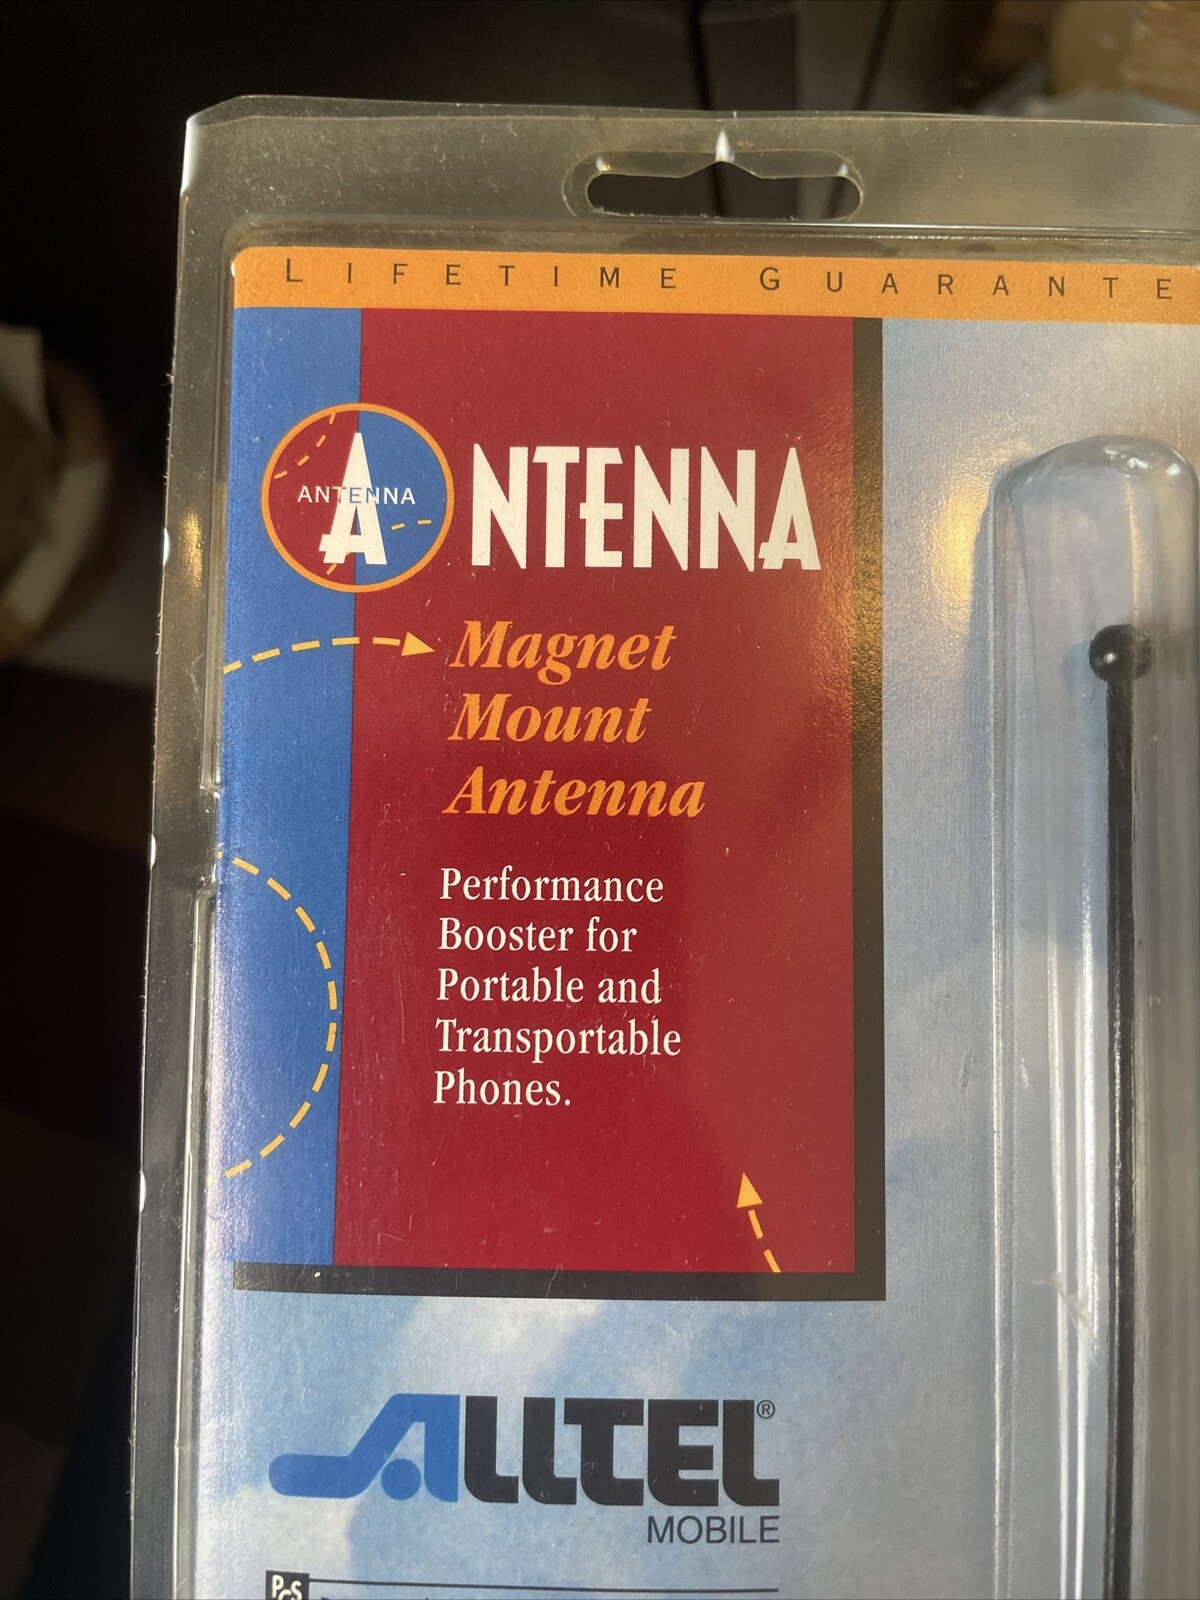 LIFETIME GUARANTE
ANTENNA
ANTENNA
Magnet
Mount
Antenna
Performance
Booster for
Portable and
Transportable
Phones.
ALLTEL®
MOBILE
PCS